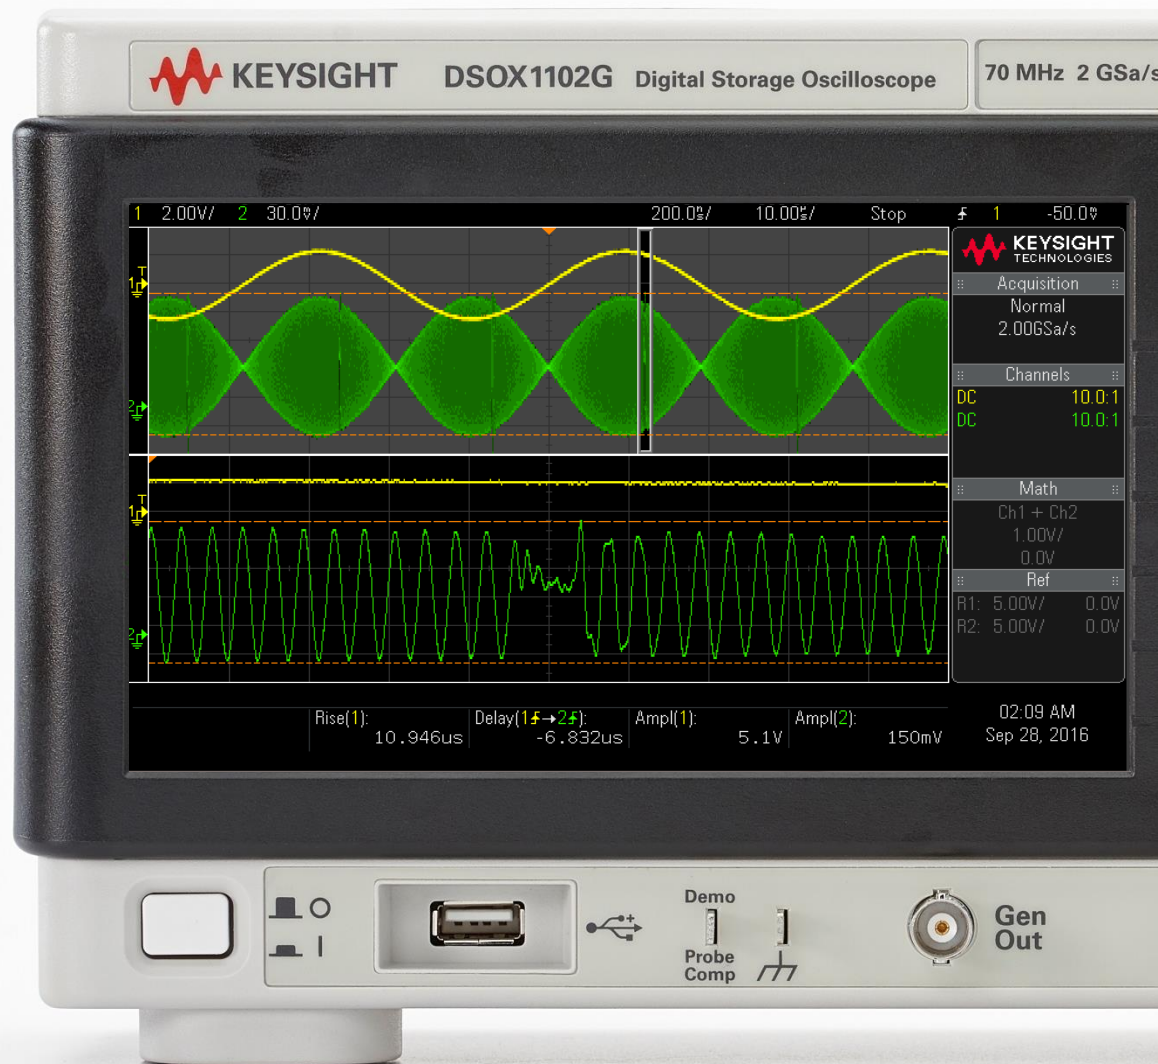 KEYSIGHT DSOX1102G Digital Storage Oscilloscope 70 MHz 2 GSa/s
1 2.00V/ 2 30.0mV/ 200.0us/ 10.00us/ Stop 1 -50.0mV
KEYSIGHT
TECHNOLOGIES
Acquisition
Normal
2.00GSa/s
Channels
DC 10.0:1
DC 10.0:1
Math
Ch1 + Ch2
1.00V/
0.0V
Ref
R1: 5.00V/ 0.0V
R2: 5.00V/ 0.0V
T
1
2
T
1
2
Rise(1): Delay(1→2): Ampl(1): Ampl(2):
10.946us -6.832us 5.1V 150mV
02:09 AM
Sep 28, 2016
Demo
Probe
Comp
Gen
Out